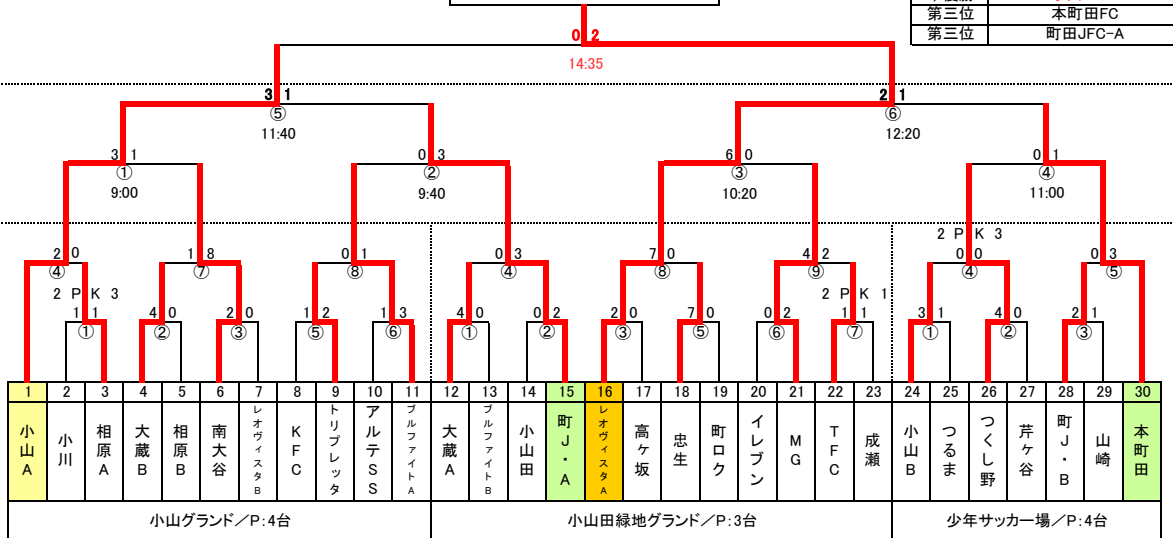 第三位 本町田FC
第三位 町田JFC-A
0 2
14:35
3 1
⑤
11:40
2 1
⑥
12:20
3 1
①
9:00
0 3
②
9:40
6 0
③
10:20
0 1
④
11:00
2 0
④
1 8
⑦
0 1
⑧
0 3
④
7 0
⑧
4 2
⑨
2 P K 3
0 0
④
0 3
⑤
2 P K 3
1 1
①
4 0
②
2 0
③
1 2
⑤
1 3
⑥
4 0
①
0 2
②
2 0
③
7 0
⑤
0 2
⑥
2 P K 1
1 1
⑦
3 1
①
4 0
②
2 1
③
1 2 3 4 5 6 7 8 9 10 11 12 13 14 15 16 17 18 19 20 21 22 23 24 25 26 27 28 29 30
小山A
小川
相原A
大蔵B
相原B
南大谷
レオヴィスタB
KFC
トリプレッタ
アルテSS
ブルファイトA
大蔵A
ブルファイトB
小山田
町J・A
レオヴィスタA
高ヶ坂
忠生
町ロク
イレブン
MG
TFC
成瀬
小山B
つるま
つくし野
芹ヶ谷
町J・B
山崎
本町田
小山グランド／P:4台
小山田緑地グランド／P:3台
少年サッカー場／P:4台